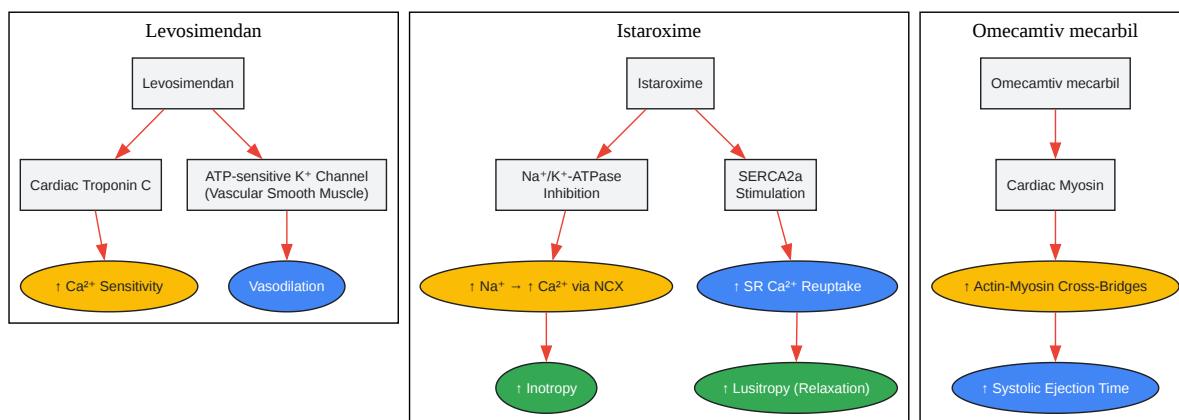 Levosimendan
Levosimendan
Cardiac Troponin C
ATP-sensitive K⁺ Channel
(Vascular Smooth Muscle)
↑ Ca²⁺ Sensitivity
Vasodilation
Istaroxime
Istaroxime
Na⁺/K⁺-ATPase
Inhibition
SERCA2a
Stimulation
↑ Na⁺ → ↑ Ca²⁺ via NCX
↑ SR Ca²⁺ Reuptake
↑ Inotropy
↑ Lusitropy (Relaxation)
Omecamtiv mecarbil
Omecamtiv mecarbil
Cardiac Myosin
↑ Actin-Myosin Cross-Bridges
↑ Systolic Ejection Time